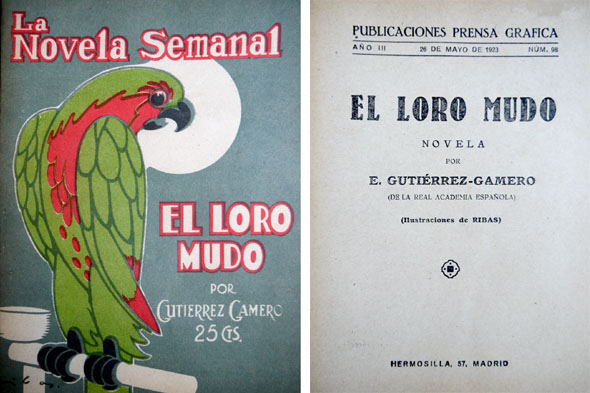 La
Novela Semanal
EL LORO
MUDO
POR
GUTIERREZ GAMERO
25 CTS.
PUBLICACIONES PRENSA GRAFICA
AÑO III 26 DE MAYO DE 1923 NÚM. 98
EL LORO MUDO
NOVELA
POR
E. GUTIÉRREZ-GAMERO
(DE LA REAL ACADEMIA ESPAÑOLA)
(Ilustraciones de RIBAS)
HERMOSILLA, 57, MADRID